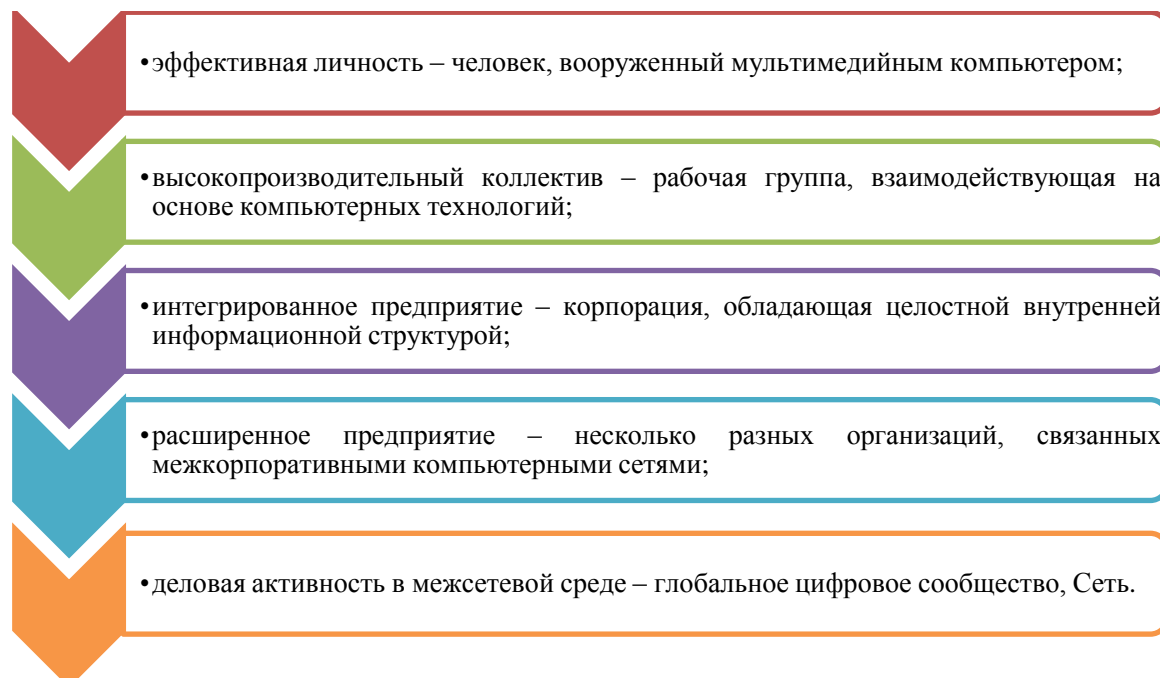 •эффективная личность – человек, вооруженный мультимедийным компьютером;
•высокопроизводительный коллектив – рабочая группа, взаимодействующая на
основе компьютерных технологий;
•интегрированное предприятие – корпорация, обладающая целостной внутренней
информационной структурой;
•расширенное предприятие – несколько разных организаций, связанных
межкорпоративными компьютерными сетями;
•деловая активность в межсетевой среде – глобальное цифровое сообщество, Сеть.